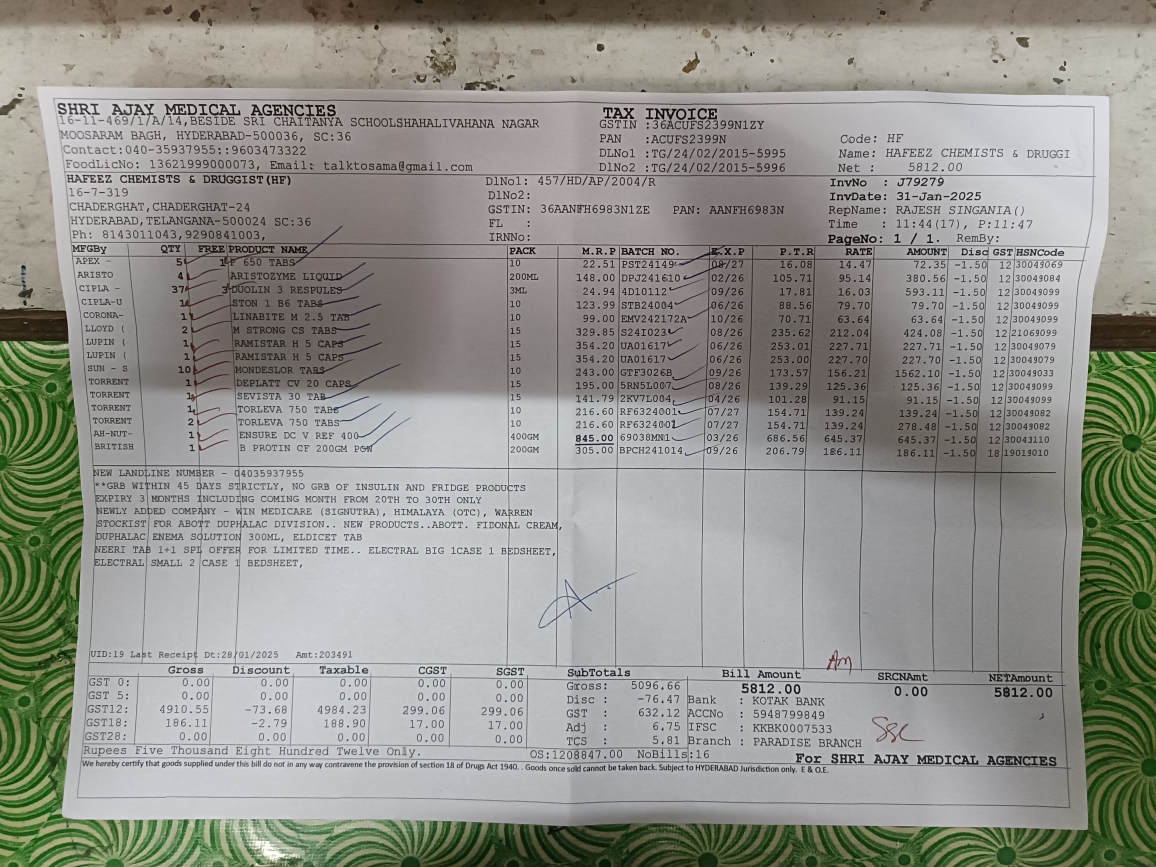 SHRI AJAY MEDICAL AGENCIES
16-11-469/1/A/14,BESIDE SRI CHAITANYA SCHOOLSHAHALIVAHANA NAGAR
MOOSARAM BAGH, HYDERABAD-500036, SC:36
Contact:040-35937955::9603473322
FoodLicNo: 13621999000073, Email: talktosama@gmail.com
TAX INVOICE
GSTIN :36ACUFS2399N1ZY
PAN :ACUFS2399N
DLNo1 :TG/24/02/2015-5995
DLNo2 :TG/24/02/2015-5996
Code: HF
Name: HAFEEZ CHEMISTS & DRUGGI
Net : 5812.00
HAFEEZ CHEMISTS & DRUGGIST(HF)
16-7-319
CHADERGHAT,CHADERGHAT-24
HYDERABAD,TELANGANA-500024 SC:36
Ph: 8143011043,9290841003,
DlNo1: 457/HD/AP/2004/R
DlNo2:
GSTIN: 36AANFH6983N1ZE PAN: AANFH6983N
FL :
IRNNo:
InvNo : J79279
InvDate: 31-Jan-2025
RepName: RAJESH SINGANIA()
Time : 11:44(17), P:11:47
PageNo: 1 / 1. RemBy:
MFGBy QTY FREE PRODUCT NAME PACK M.R.P BATCH NO. E.X.P P.T.R RATE AMOUNT Disc GST HSNCode
APEX - 5 650 TABS 10 22.51 PST24149 08/27 16.08 14.47 72.35 -1.50 12 30049069
ARISTO 4 ARISTOZYME LIQUID 200ML 148.00 DPJ241610 02/26 105.71 95.14 380.56 -1.50 12 30049084
CIPLA - 37 3 DUOLIN 3 RESPULES 3ML 24.94 4D10112 09/26 17.81 16.03 593.11 -1.50 12 30049099
CIPLA-U 1 STON 1 B6 TABS 10 123.99 STB24004 06/26 88.56 79.70 79.70 -1.50 12 30049099
CORONA- 1 LINABITE M 2.5 TAB 10 99.00 EMV242172A 10/26 70.71 63.64 63.64 -1.50 12 30049099
LLOYD ( 2 M STRONG CS TABS 15 329.85 S24I023 08/26 235.62 212.04 424.08 -1.50 12 21069099
LUPIN ( 1 RAMISTAR H 5 CAPS 15 354.20 UA01617 06/26 253.01 227.71 227.71 -1.50 12 30049079
LUPIN ( 1 RAMISTAR H 5 CAPS 15 354.20 UA01617 06/26 253.00 227.70 227.70 -1.50 12 30049079
SUN - S 10 MONDESLOR TABS 10 243.00 GTF3026B 09/26 173.57 156.21 1562.10 -1.50 12 30049033
TORRENT 1 DEPLATT CV 20 CAPS 15 195.00 5RN5L007 08/26 139.29 125.36 125.36 -1.50 12 30049099
TORRENT 1 SEVISTA 30 TAB 15 141.79 2KV7L004 04/26 101.28 91.15 91.15 -1.50 12 30049099
TORRENT 1 TORLEVA 750 TABS 10 216.60 RF6324001 07/27 154.71 139.24 139.24 -1.50 12 30049082
TORRENT 2 TORLEVA 750 TABS 10 216.60 RF6324001 07/27 154.71 139.24 278.48 -1.50 12 30049082
AH-NUT- 1 ENSURE DC V REF 400 400GM 845.00 69038MN1 03/26 686.56 645.37 645.37 -1.50 12 30043110
BRITISH 1 B PROTIN CF 200GM POW 200GM 305.00 BPCH241014 09/26 206.79 186.11 186.11 -1.50 18 19019010
NEW LANDLINE NUMBER - 04035937955
**GRB WITHIN 45 DAYS STRICTLY, NO GRB OF INSULIN AND FRIDGE PRODUCTS
EXPIRY 3 MONTHS INCLUDING COMING MONTH FROM 20TH TO 30TH ONLY
NEWLY ADDED COMPANY - WIN MEDICARE (SIGNUTRA), HIMALAYA (OTC), WARREN
STOCKIST FOR ABOTT DUPHALAC DIVISION.. NEW PRODUCTS..ABOTT. FIDONAL CREAM,
DUPHALAC ENEMA SOLUTION 300ML, ELDICET TAB
NEERI TAB 1+1 SPL OFFER FOR LIMITED TIME.. ELECTRAL BIG 1CASE 1 BEDSHEET,
ELECTRAL SMALL 2 CASE 1 BEDSHEET,
UID:19 Last Receipt Dt:28/01/2025 Amt:203491
Gross Discount Taxable CGST SGST
GST 0: 0.00 0.00 0.00 0.00 0.00
GST 5: 0.00 0.00 0.00 0.00 0.00
GST12: 4910.55 -73.68 4984.23 299.06 299.06
GST18: 186.11 -2.79 188.90 17.00 17.00
GST28: 0.00 0.00 0.00 0.00 0.00
SubTotals
Gross: 5096.66
Disc : -76.47
GST : 632.12
Adj : 6.75
TCS : 5.81
Bill Amount SRCNAmt NETAmount
5812.00 0.00 5812.00
Bank : KOTAK BANK
ACCNo : 5948799849
IFSC : KKBK0007533
Branch : PARADISE BRANCH
Rupees Five Thousand Eight Hundred Twelve Only. OS:1208847.00 NoBills:16
For SHRI AJAY MEDICAL AGENCIES
We hereby certify that goods supplied under this bill do not in any way contravene the provision of section 18 of Drugs Act 1940. . Goods once sold cannot be taken back. Subject to HYDERABAD Jurisdiction only. E & O.E.